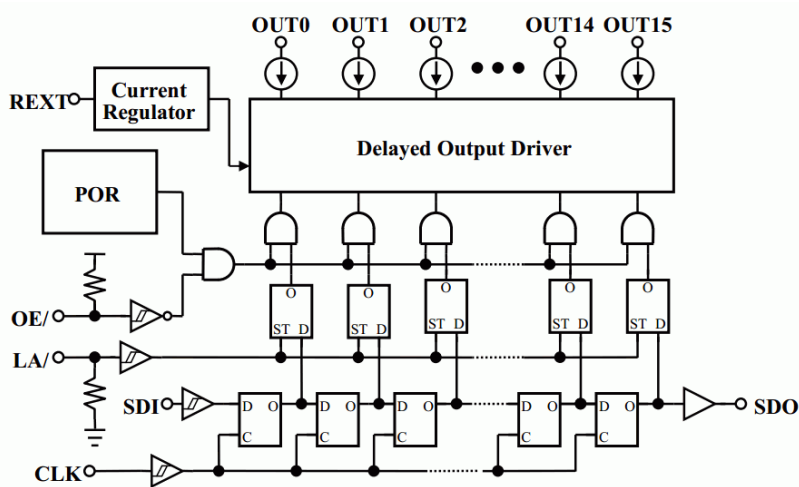 OUT0 OUT1 OUT2 OUT14 OUT15
REXT
Current
Regulator
Delayed Output Driver
POR
O O O O O
OE/
ST D ST D ST D ST D ST D
LA/
SDI
D O D O D O D O D O
SDO
C C C C C
CLK